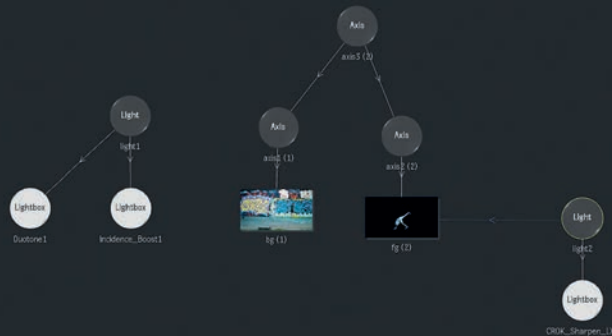 Axis
axis3 (2)
Light
light1
Axis
axis1 (1)
Axis
axis2 (2)
Lightbox
Duotone1
Lightbox
Incidence_Boost1
bg (1)
fg (2)
Light
light2
Lightbox